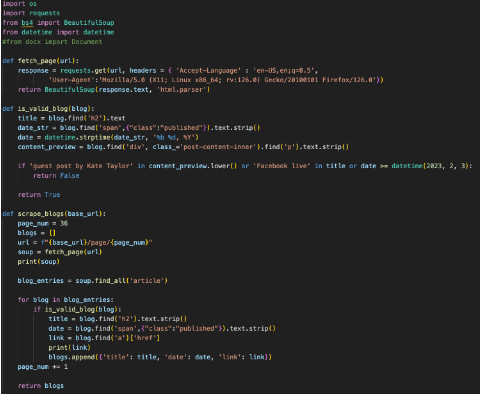 import os
import requests
from bs4 import BeautifulSoup
from datetime import datetime
#from docx import Document
def fetch_page(url):
    response = requests.get(url, headers = { 'Accept-Language' : 'en-US,en;q=0.5',
            'User-Agent':'Mozilla/5.0 (X11; Linux x86_64; rv:126.0) Gecko/20100101 Firefox/126.0'})
    return BeautifulSoup(response.text, 'html.parser')
def is_valid_blog(blog):
    title = blog.find('h2').text
    date_str = blog.find('span',{"class":"published"}).text.strip()
    date = datetime.strptime(date_str, '%b %d, %Y')
    content_preview = blog.find('div', class_='post-content-inner').find('p').text.strip()
    if 'guest post by Kate Taylor' in content_preview.lower() or 'Facebook live' in title or date >= datetime(2023, 2, 3):
        return False
    return True
def scrape_blogs(base_url):
    page_num = 36
    blogs = []
    url = f"{base_url}/page/{page_num}"
    soup = fetch_page(url)
    print(soup)
    blog_entries = soup.find_all('article')
    for blog in blog_entries:
        if is_valid_blog(blog):
            title = blog.find('h2').text.strip()
            date = blog.find('span',{"class":"published"}).text.strip()
            link = blog.find('a')['href']
            print(link)
            blogs.append({'title': title, 'date': date, 'link': link})
    page_num += 1
    return blogs